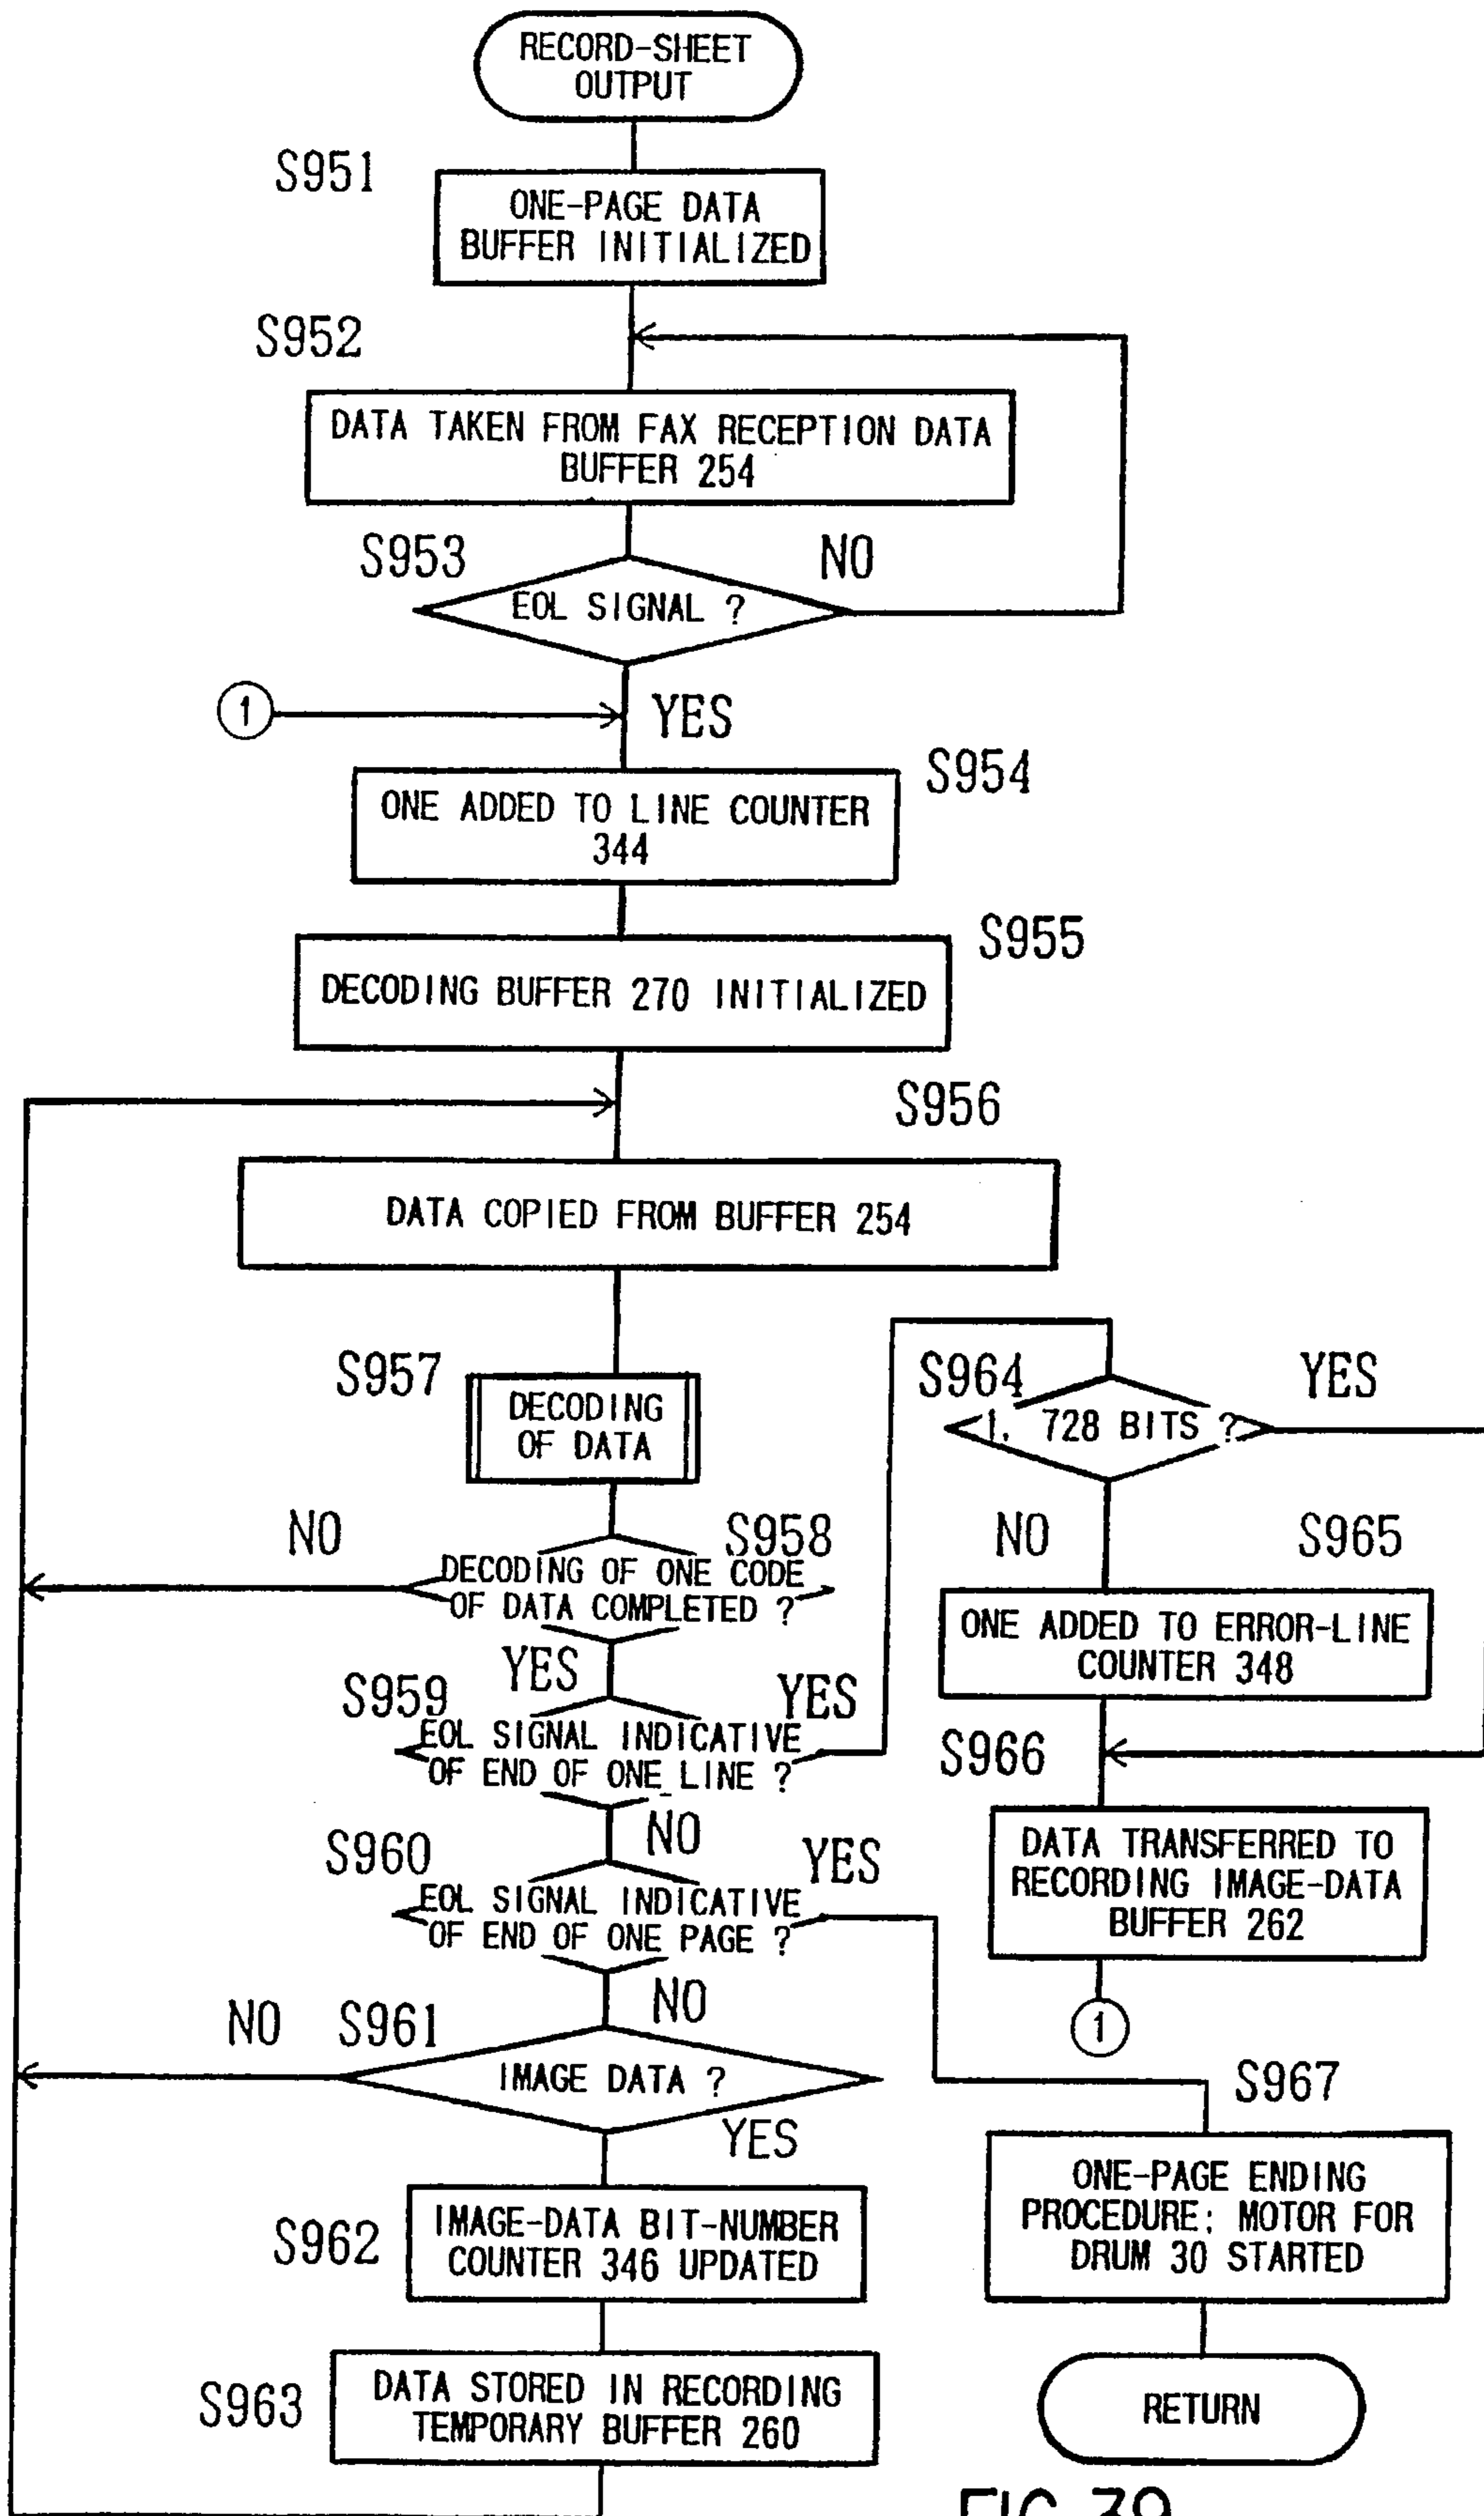 RECORD-SHEET
OUTPUT
S951
ONE-PAGE DATA
BUFFER INITIALIZED
S952
DATA TAKEN FROM FAX RECEPTION DATA
BUFFER 254
S953
NO
EOL SIGNAL ?
1
YES
S954
ONE ADDED TO LINE COUNTER
344
S955
DECODING BUFFER 270 INITIALIZED
S956
DATA COPIED FROM BUFFER 254
S957
DECODING
OF DATA
NO
S958
DECODING OF ONE CODE
OF DATA COMPLETED ?
YES
S959
YES
EOL SIGNAL INDICATIVE
OF END OF ONE LINE ?
NO
S960
YES
EOL SIGNAL INDICATIVE
OF END OF ONE PAGE ?
NO
NO
S961
IMAGE DATA ?
YES
S962
IMAGE-DATA BIT-NUMBER
COUNTER 346 UPDATED
S963
DATA STORED IN RECORDING
TEMPORARY BUFFER 260
S964
YES
1, 728 BITS ?
NO
S965
ONE ADDED TO ERROR-LINE
COUNTER 348
S966
DATA TRANSFERRED TO
RECORDING IMAGE-DATA
BUFFER 262
1
S967
ONE-PAGE ENDING
PROCEDURE; MOTOR FOR
DRUM 30 STARTED
RETURN
FIG. 39